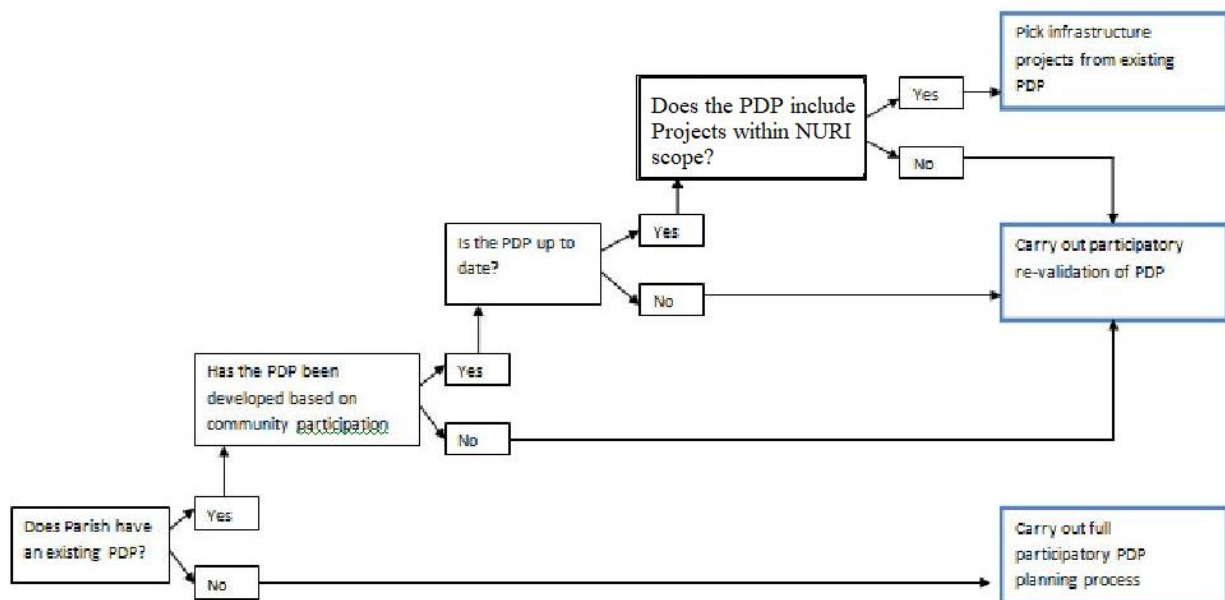 Pick infrastructure
projects from existing
PDP
Does the PDP include
Projects within NURI
scope?
Yes
No
Is the PDP up to
date?
Yes
No
Carry out participatory
re-validation of PDP
Has the PDP been
developed based on
community participation
Yes
No
Does Parish have
an existing PDP?
Yes
No
Carry out full
participatory PDP
planning process